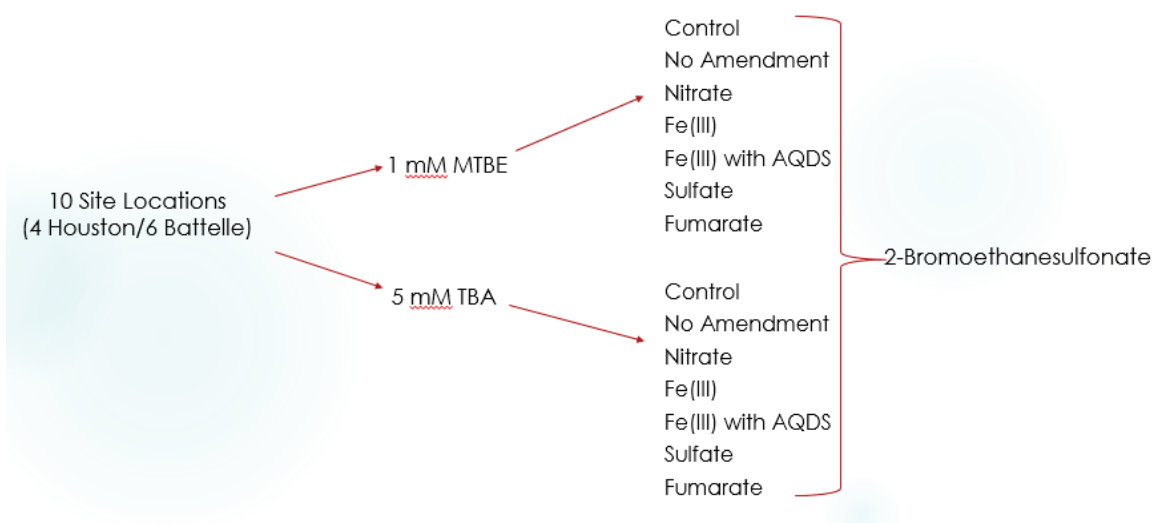 10 Site Locations
(4 Houston/6 Battelle)
1 mM MTBE
5 mM TBA
Control
No Amendment
Nitrate
Fe(III)
Fe(III) with AQDS
Sulfate
Fumarate
Control
No Amendment
Nitrate
Fe(III)
Fe(III) with AQDS
Sulfate
Fumarate
2-Bromoethanesulfonate